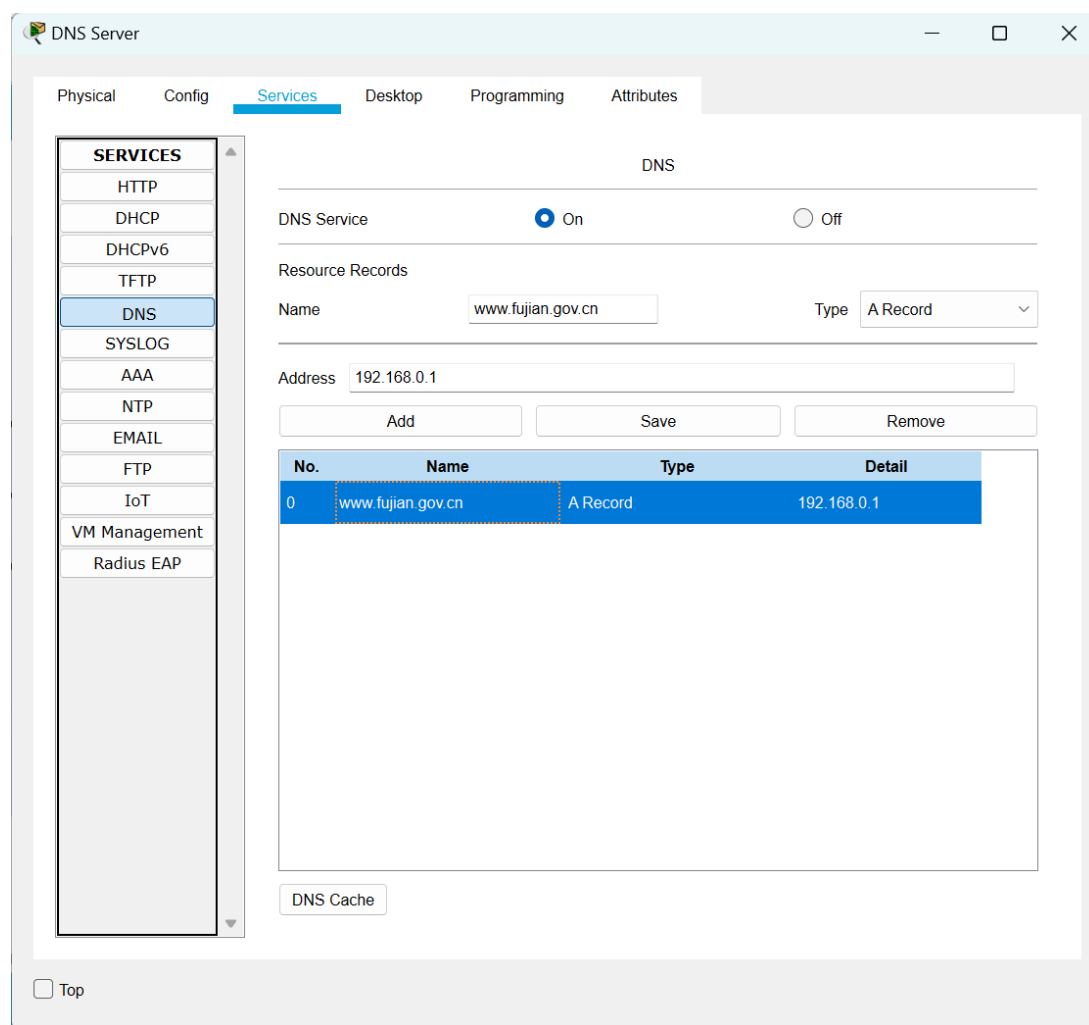 DNS Server
Physical Config Services Desktop Programming Attributes
SERVICES
HTTP
DHCP
DHCPv6
TFTP
DNS
SYSLOG
AAA
NTP
EMAIL
FTP
IoT
VM Management
Radius EAP
DNS
DNS Service On Off
Resource Records
Name www.fujian.gov.cn Type A Record
Address 192.168.0.1
Add Save Remove
No. Name Type Detail
0 www.fujian.gov.cn A Record 192.168.0.1
DNS Cache
Top